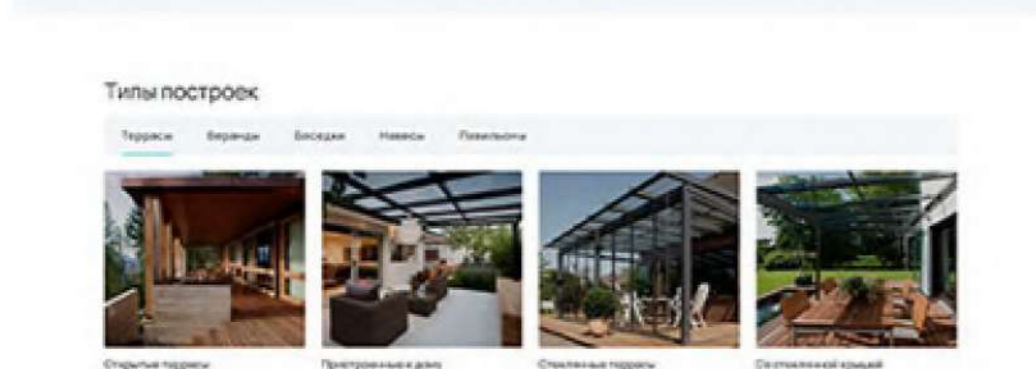 Типы построек
Террасы Веранды Беседки Навесы Павильоны
Открытые террасы Пристроенные к дому Стеклянные террасы Со стеклянной крышей